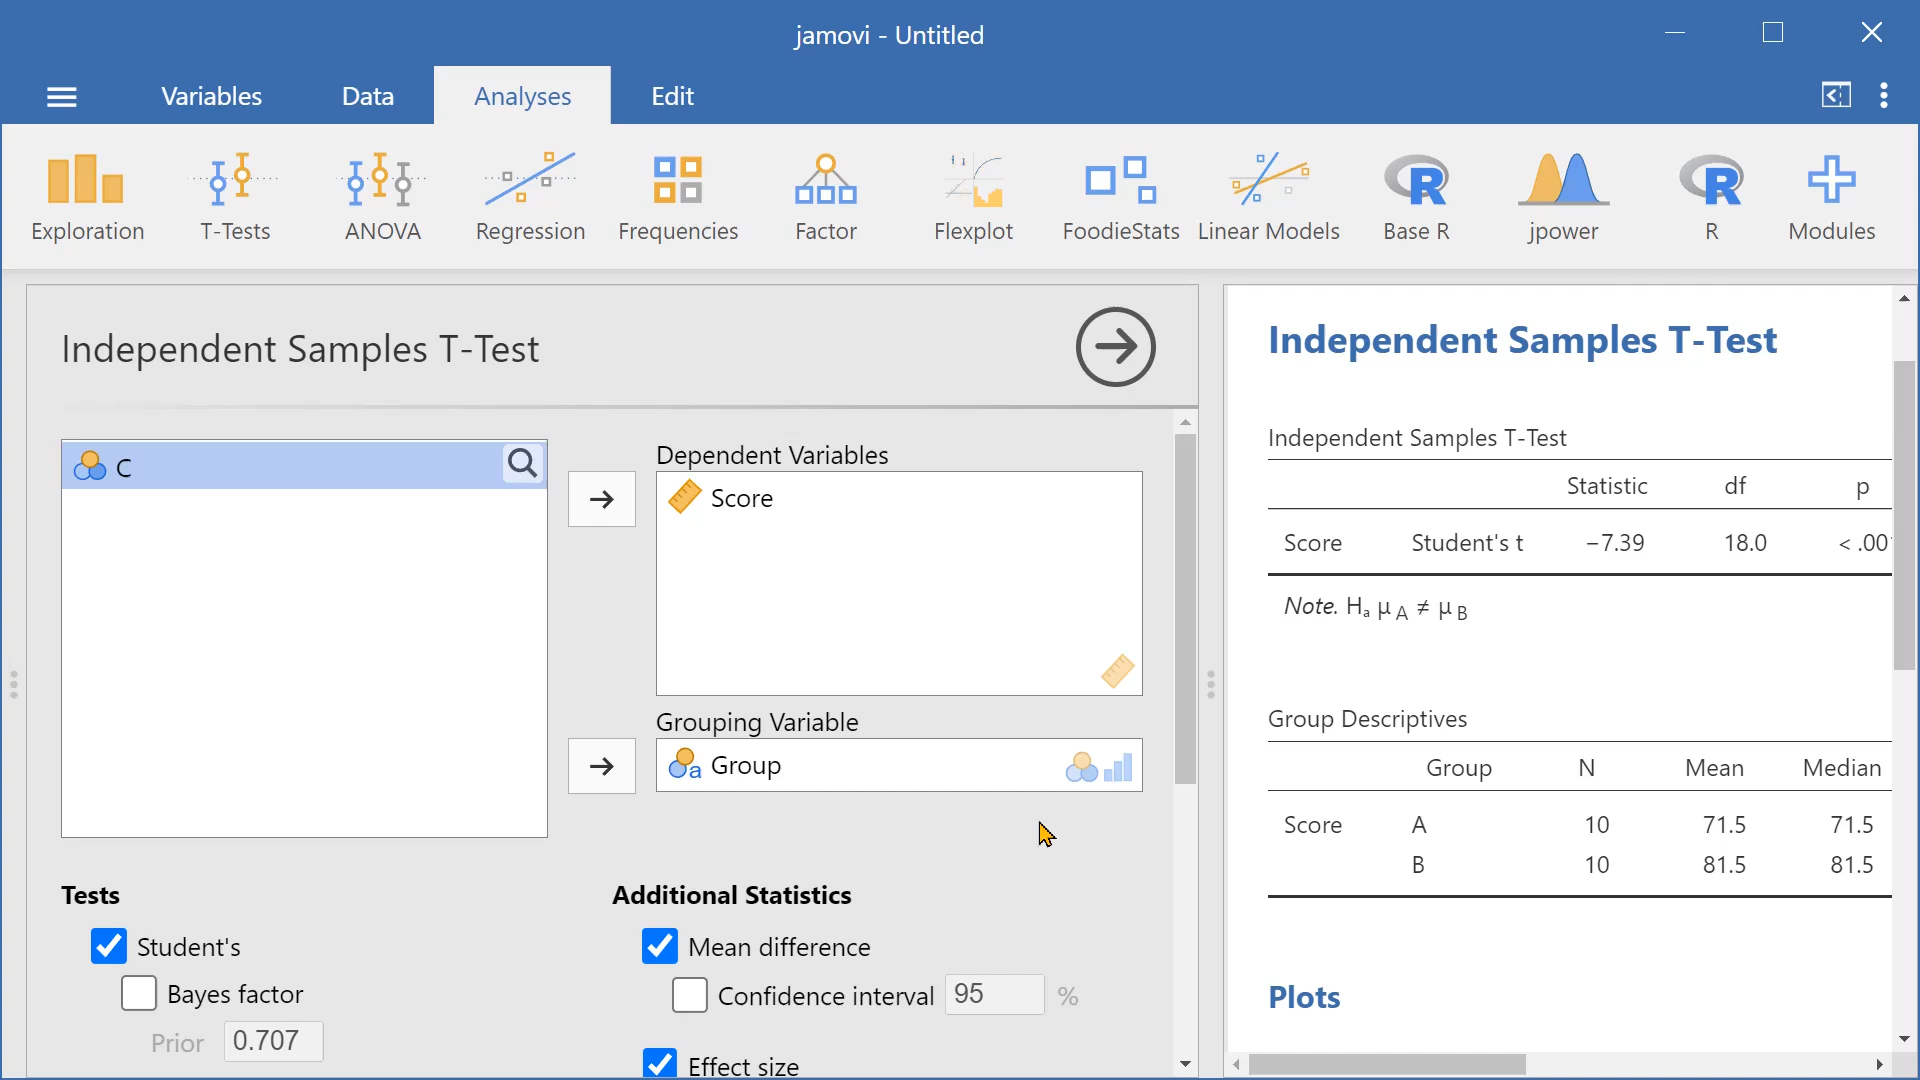 jamovi - Untitled
Variables Data Analyses Edit
Exploration T-Tests ANOVA Regression Frequencies Factor Flexplot FoodieStats Linear Models Base R jpower R Modules
Independent Samples T-Test
C
Dependent Variables
Score
Grouping Variable
Group
Tests
Student's
Bayes factor
Prior 0.707
Additional Statistics
Mean difference
Confidence interval 95 %
Effect size
Independent Samples T-Test
Independent Samples T-Test
Statistic df p
Score Student's t −7.39 18.0 < .00
Note. Hₐ μ A ≠ μ B
Group Descriptives
Group N Mean Median
Score A 10 71.5 71.5
B 10 81.5 81.5
Plots